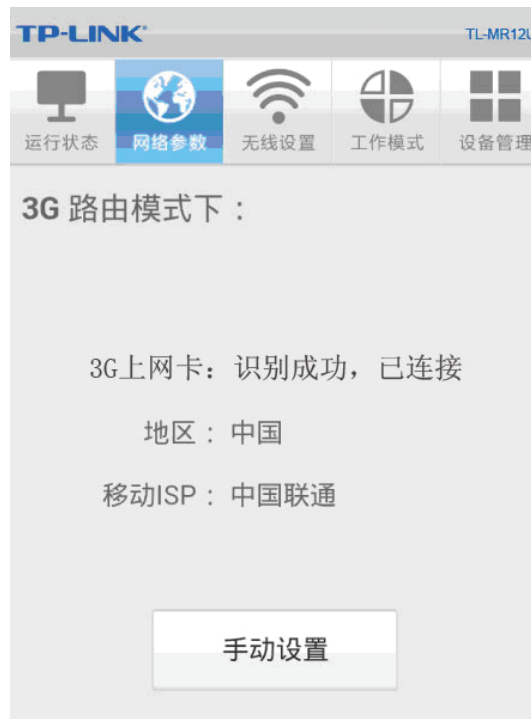 TP-LINK TL-MR12U
运行状态 网络参数 无线设置 工作模式 设备管理
3G 路由模式下：
3G上网卡：识别成功，已连接
地区：中国
移动ISP：中国联通
手动设置